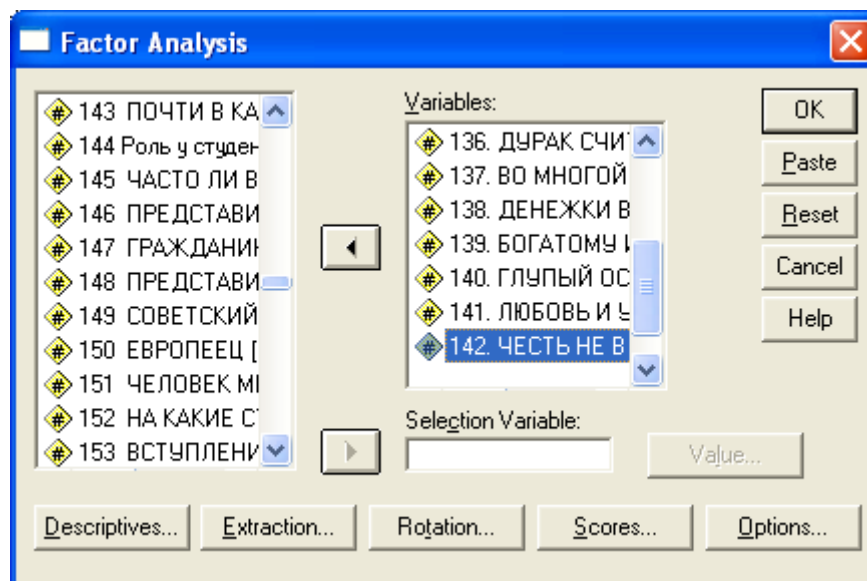 Factor Analysis
143 ПОЧТИ В КА
144 Роль у студен
145 ЧАСТО ЛИ В
146 ПРЕДСТАВИ
147 ГРАЖДАНИН
148 ПРЕДСТАВИ
149 СОВЕТСКИЙ
150 ЕВРОПЕЕЦ [
151 ЧЕЛОВЕК МІ
152 НА КАКИЕ СТ
153 ВСТУПЛЕНИ
Variables:
136. ДУРАК СЧИТ
137. ВО МНОГОЙ
138. ДЕНЕЖКИ В
139. БОГАТОМУ И
140. ГЛУПЫЙ ОС
141. ЛЮБОВЬ И У
142. ЧЕСТЬ НЕ В
Selection Variable:
Value...
OK
Paste
Reset
Cancel
Help
Descriptives...
Extraction...
Rotation...
Scores...
Options...